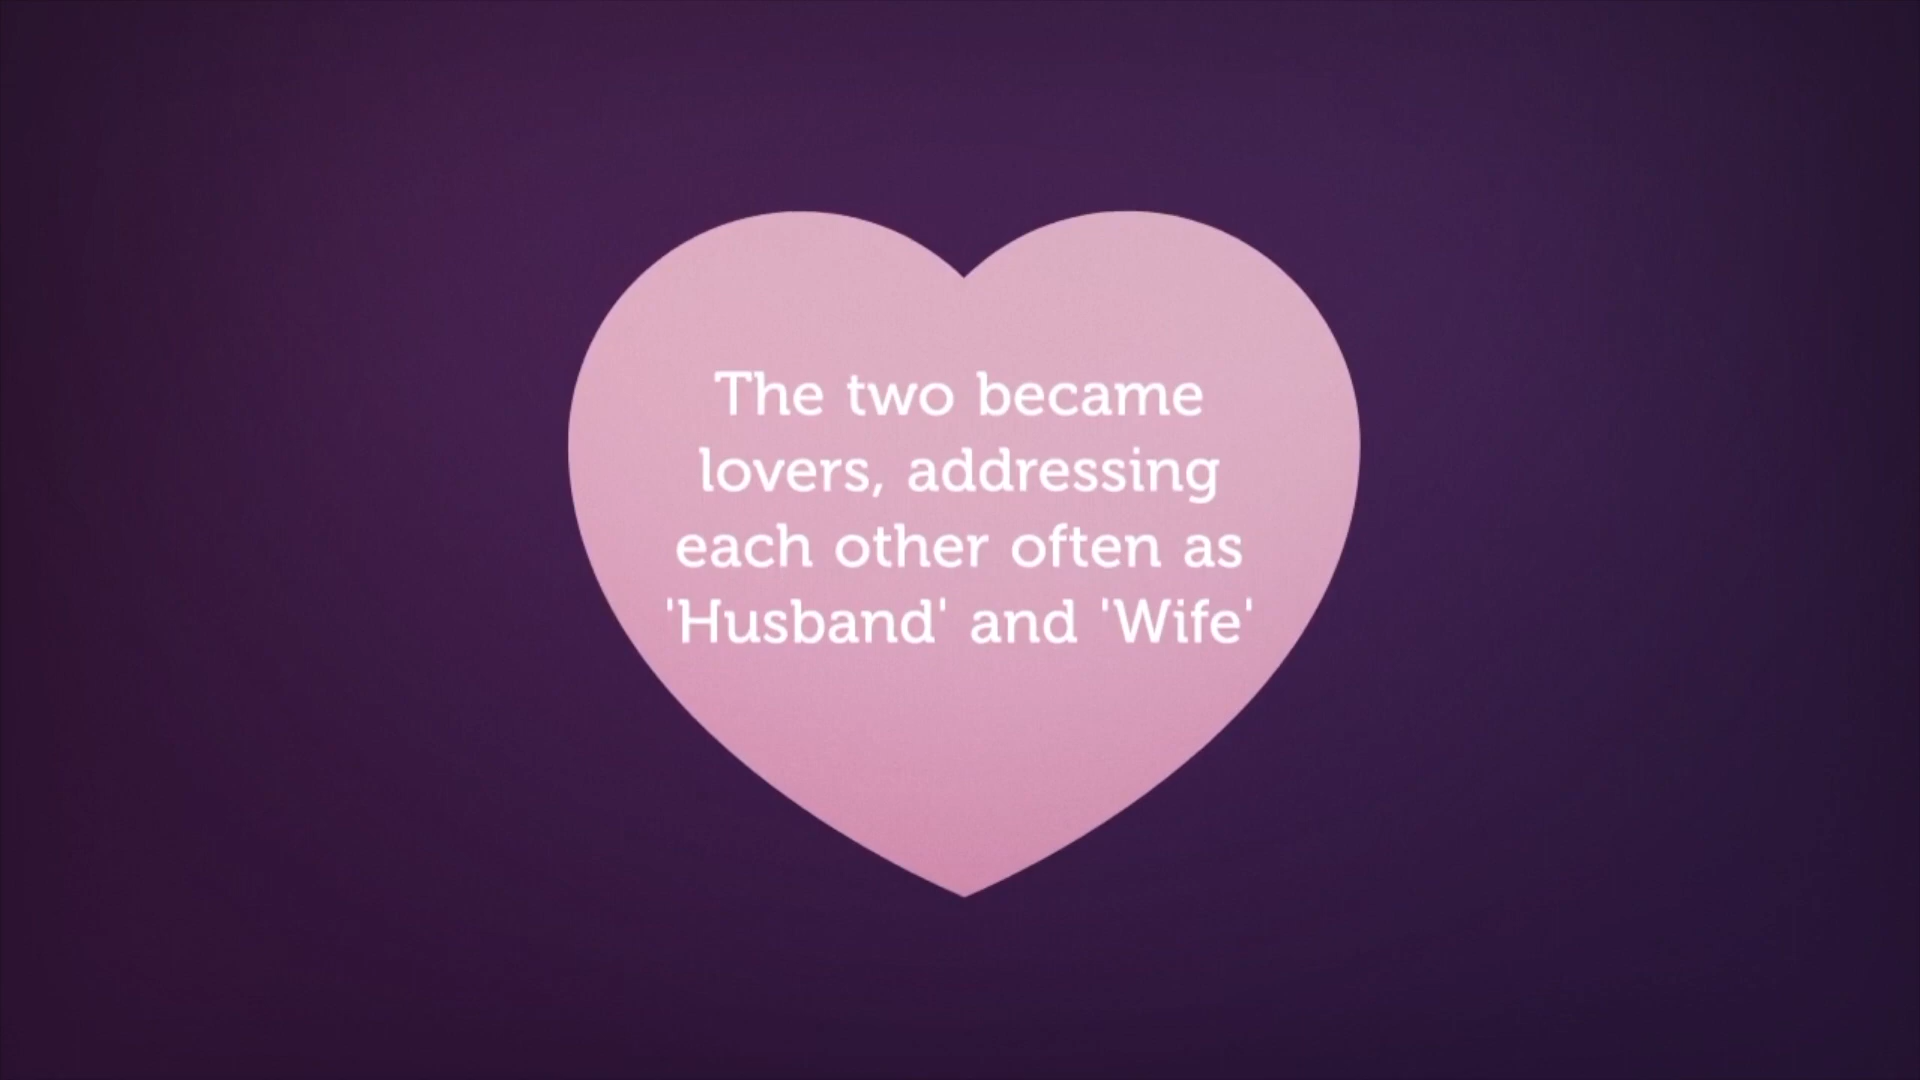 The two became
lovers, addressing
each other often as
'Husband' and 'Wife'